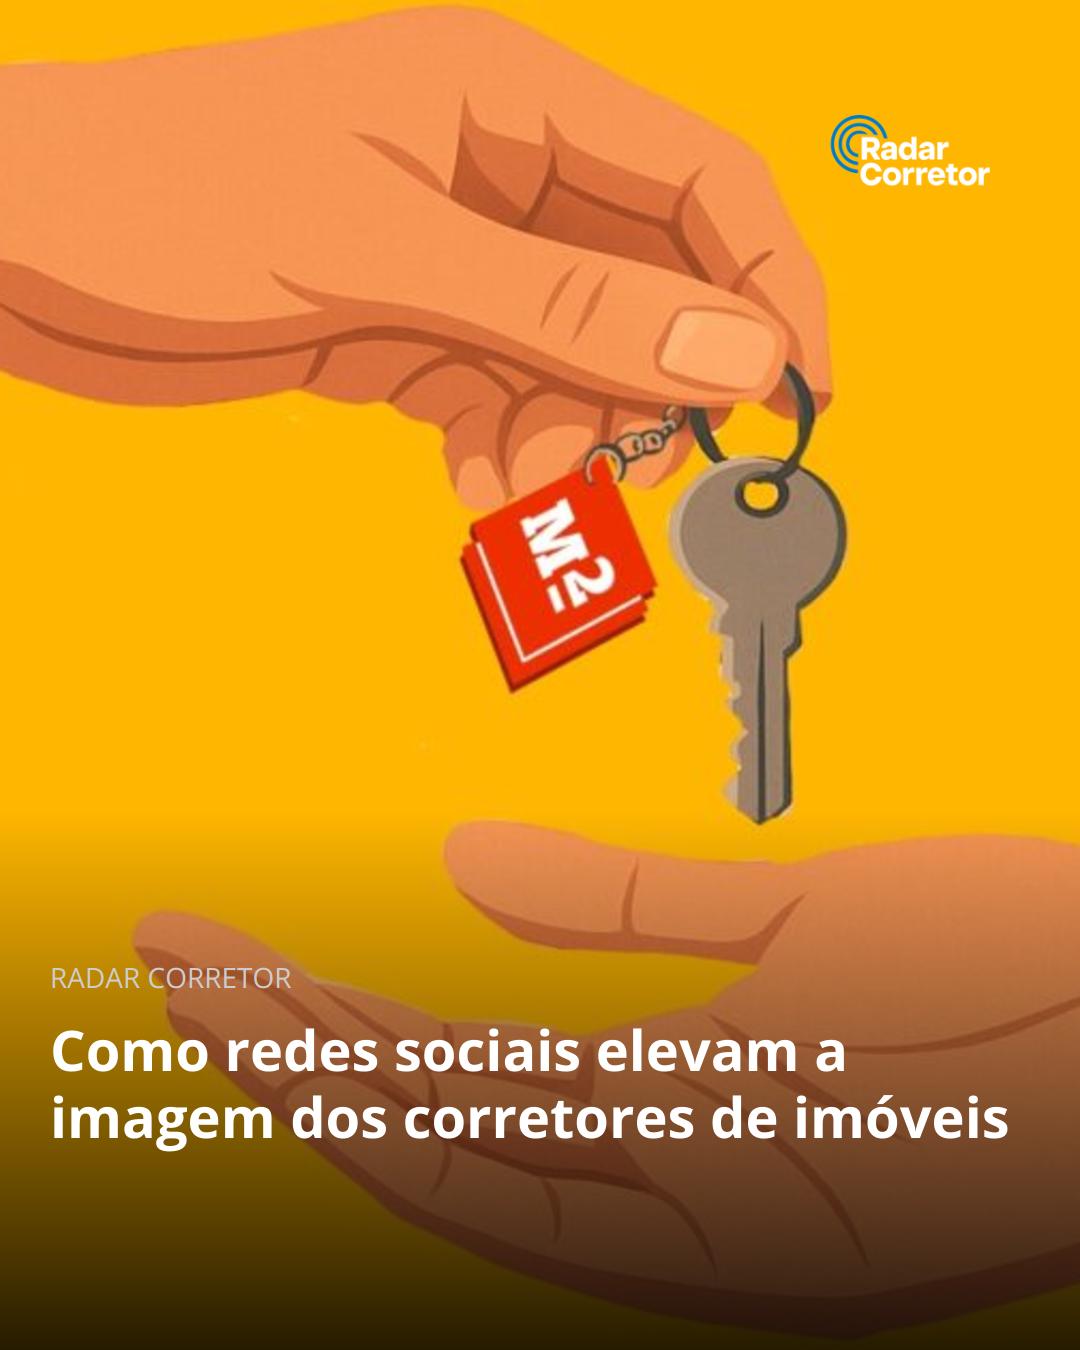 Radar
Corretor
M2
RADAR CORRETOR
Como redes sociais elevam a
imagem dos corretores de imóveis